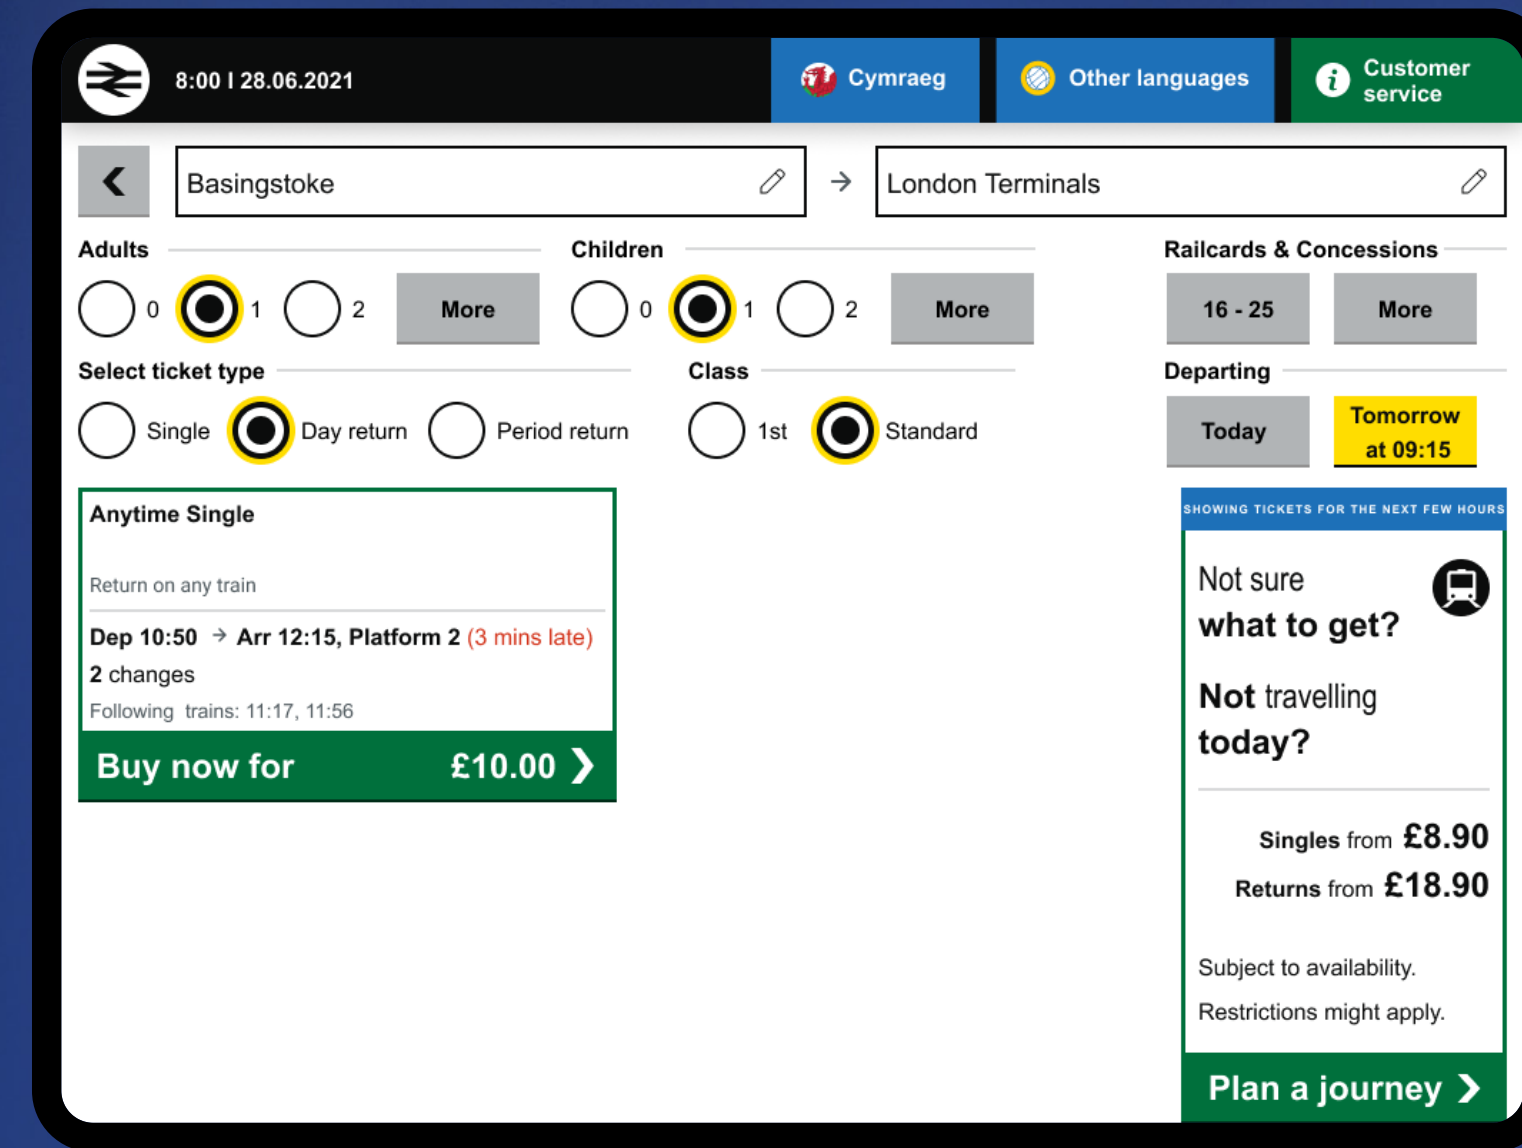 8:00 I 28.06.2021
Cymraeg
Other languages
Customer
service
Basingstoke
London Terminals
Adults
Children
Railcards & Concessions
0 1 2 More
0 1 2 More
16 - 25 More
Select ticket type
Class
Departing
Single Day return Period return
1st Standard
Today
Tomorrow
at 09:15
Anytime Single
Return on any train
Dep 10:50 → Arr 12:15, Platform 2 (3 mins late)
2 changes
Following trains: 11:17, 11:56
Buy now for £10.00
SHOWING TICKETS FOR THE NEXT FEW HOURS
Not sure
what to get?
Not travelling
today?
Singles from £8.90
Returns from £18.90
Subject to availability.
Restrictions might apply.
Plan a journey